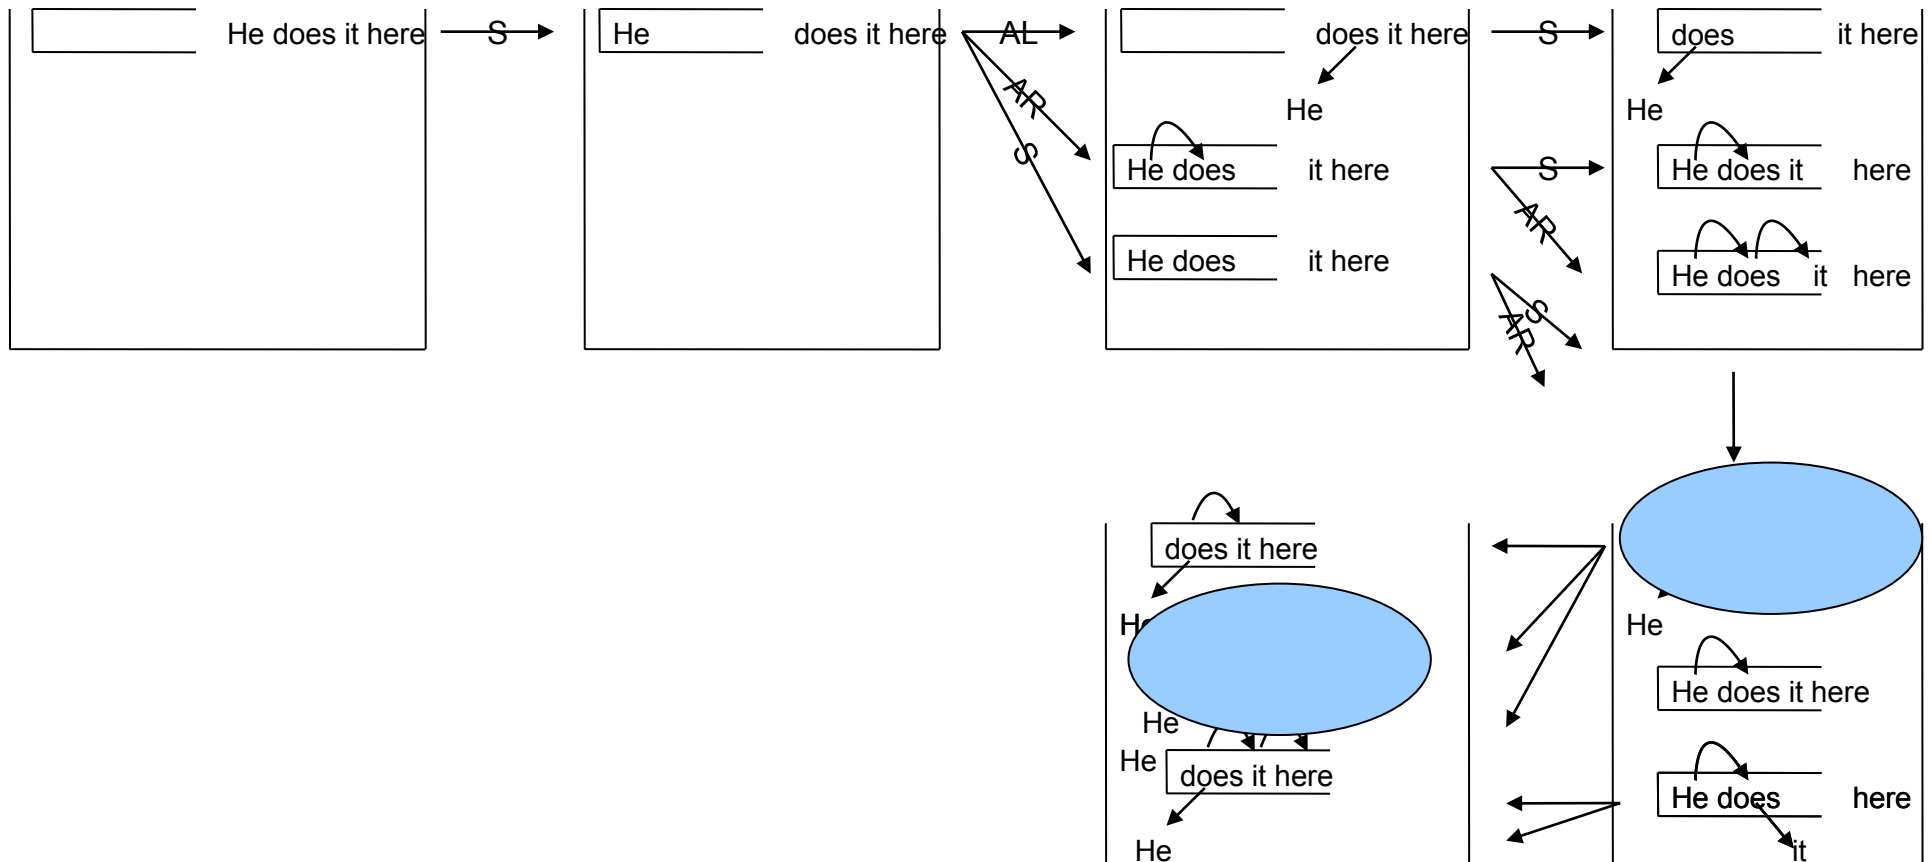 He does it here S He does it here AL does it here S does it here
He He
AR
S
He does it here S He does it here
AR
He does it here He does it here
S
AR
does it here
He He
He does it here
He
He does it here He does here
He it